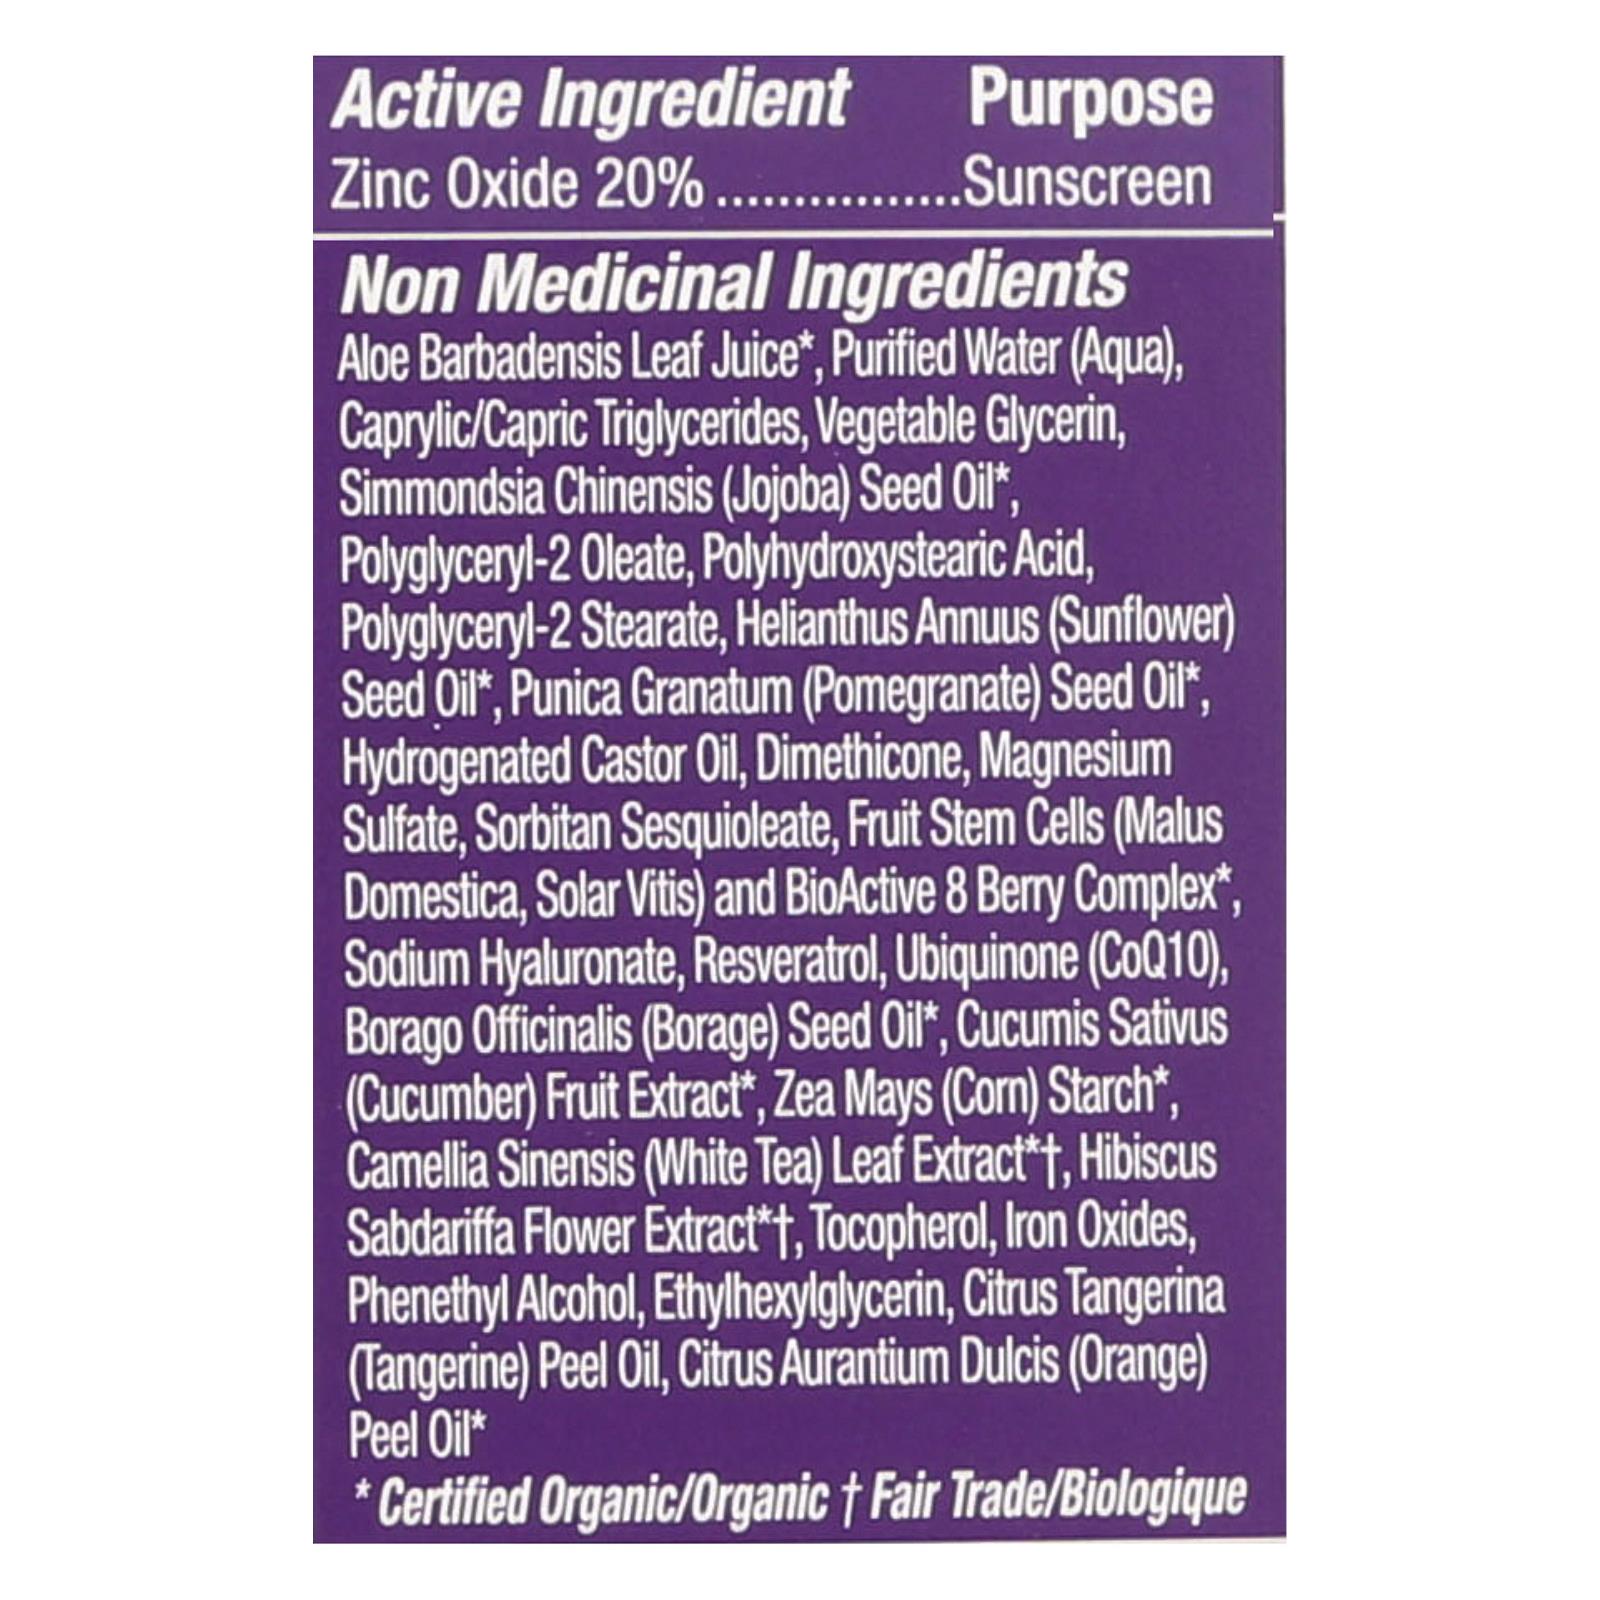 Active Ingredient Purpose
Zinc Oxide 20% ................Sunscreen
Non Medicinal Ingredients
Aloe Barbadensis Leaf Juice*, Purified Water (Aqua),
Caprylic/Capric Triglycerides, Vegetable Glycerin,
Simmondsia Chinensis (Jojoba) Seed Oil*,
Polyglyceryl-2 Oleate, Polyhydroxystearic Acid,
Polyglyceryl-2 Stearate, Helianthus Annuus (Sunflower)
Seed Oil*, Punica Granatum (Pomegranate) Seed Oil*,
Hydrogenated Castor Oil, Dimethicone, Magnesium
Sulfate, Sorbitan Sesquioleate, Fruit Stem Cells (Malus
Domestica, Solar Vitis) and BioActive 8 Berry Complex*,
Sodium Hyaluronate, Resveratrol, Ubiquinone (CoQ10),
Borago Officinalis (Borage) Seed Oil*, Cucumis Sativus
(Cucumber) Fruit Extract*, Zea Mays (Corn) Starch*,
Camellia Sinensis (White Tea) Leaf Extract*†, Hibiscus
Sabdariffa Flower Extract*†, Tocopherol, Iron Oxides,
Phenethyl Alcohol, Ethylhexylglycerin, Citrus Tangerina
(Tangerine) Peel Oil, Citrus Aurantium Dulcis (Orange)
Peel Oil*
* Certified Organic/Organic † Fair Trade/Biologique